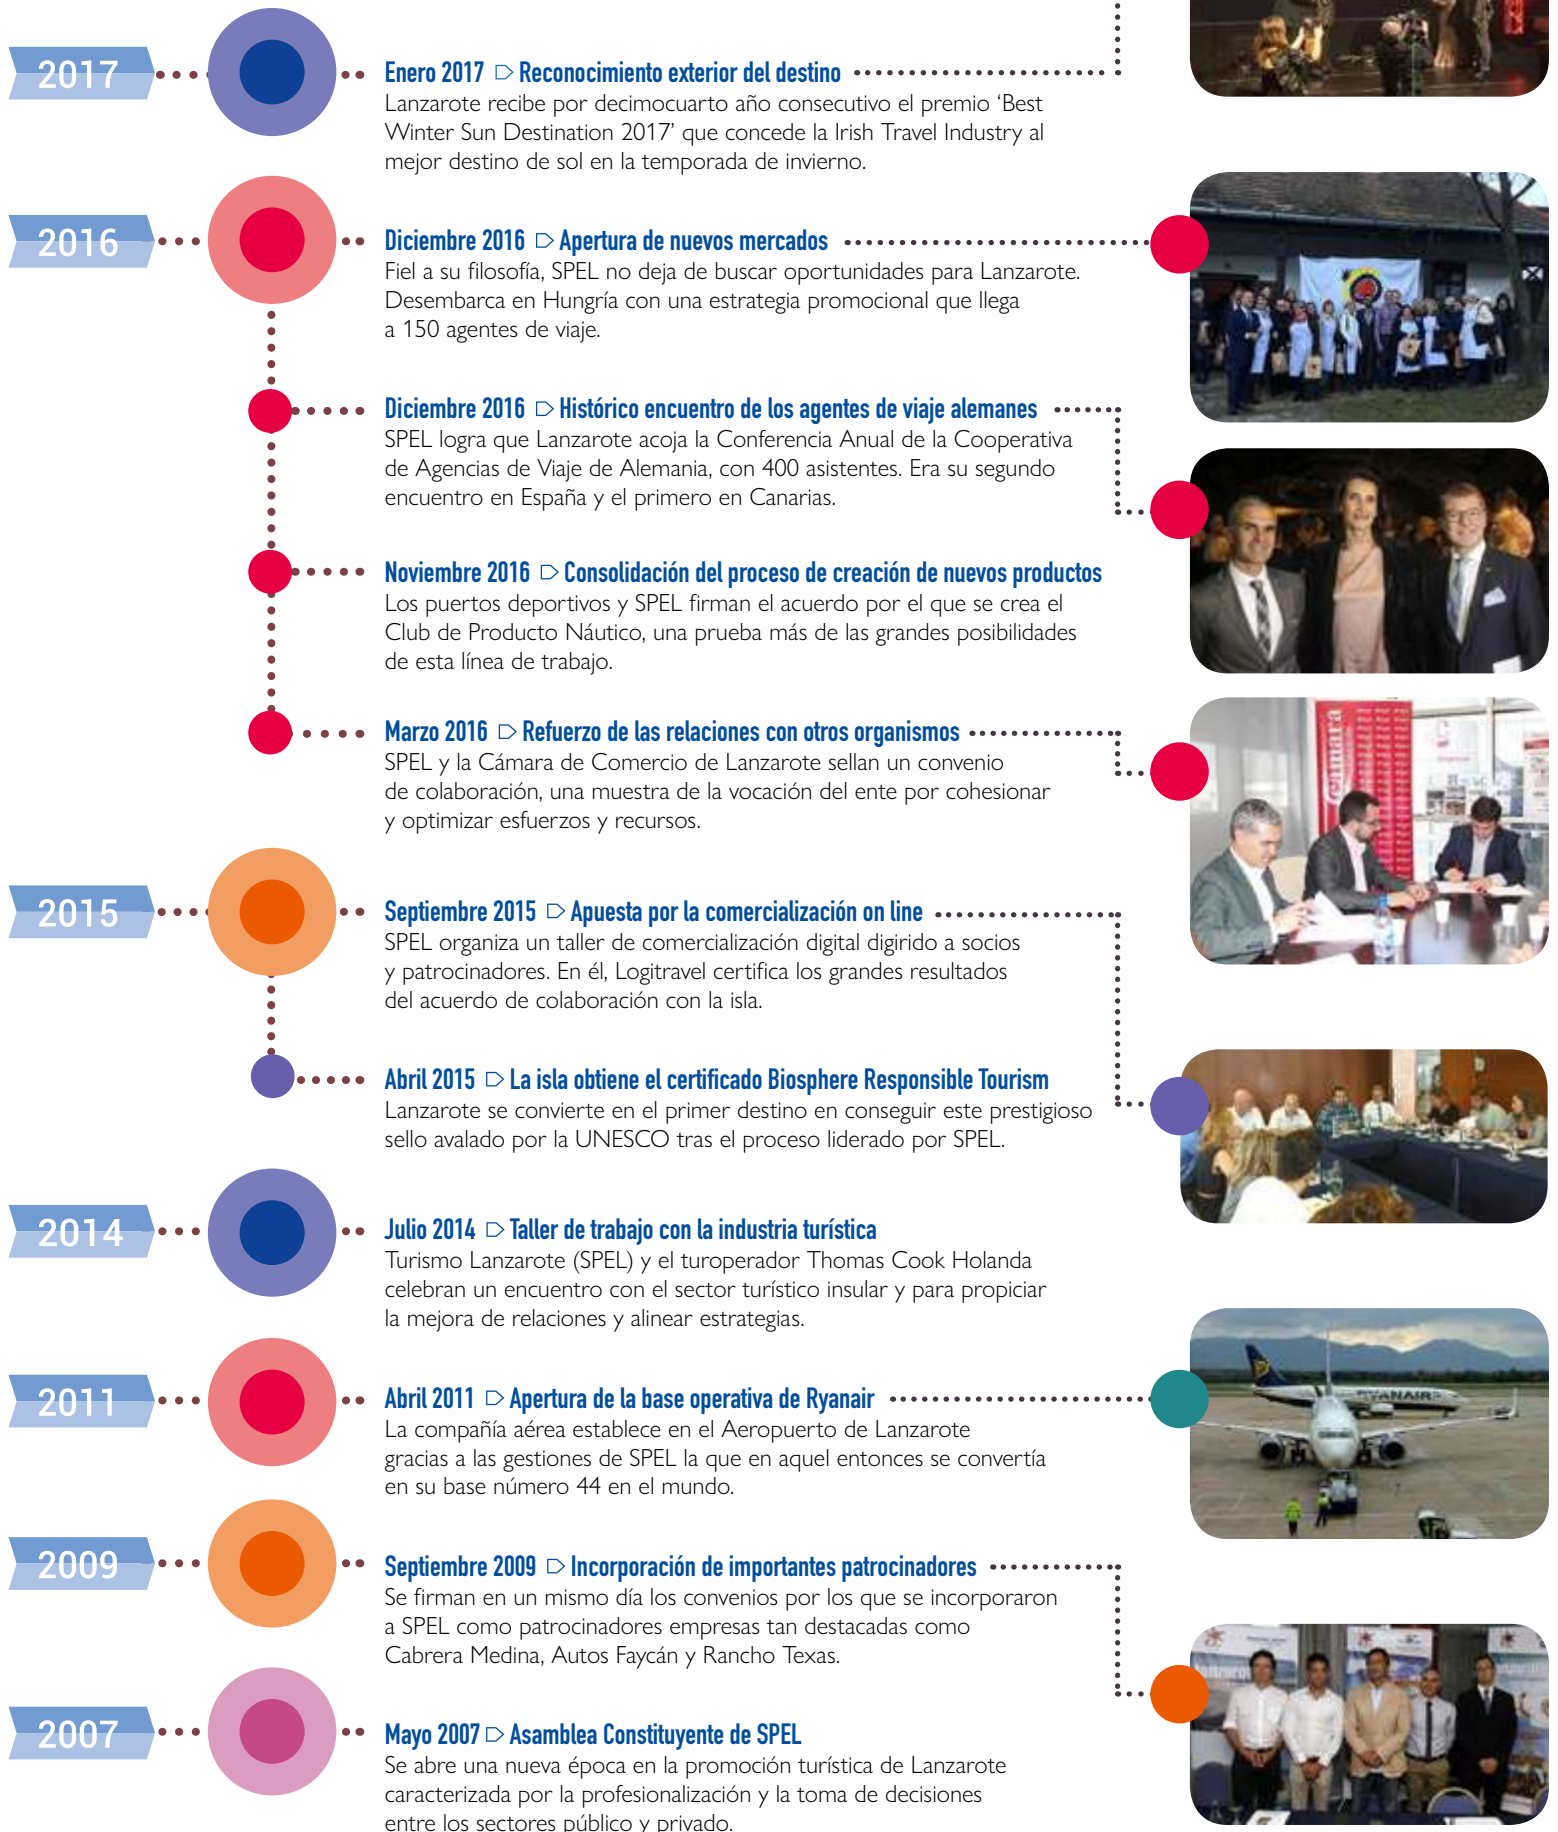 2017
Enero 2017 Reconocimiento exterior del destino
Lanzarote recibe por decimocuarto año consecutivo el premio ‘Best
Winter Sun Destination 2017’ que concede la Irish Travel Industry al
mejor destino de sol en la temporada de invierno.
2016
Diciembre 2016 Apertura de nuevos mercados
Fiel a su filosofía, SPEL no deja de buscar oportunidades para Lanzarote.
Desembarca en Hungría con una estrategia promocional que llega
a 150 agentes de viaje.
Diciembre 2016 Histórico encuentro de los agentes de viaje alemanes
SPEL logra que Lanzarote acoja la Conferencia Anual de la Cooperativa
de Agencias de Viaje de Alemania, con 400 asistentes. Era su segundo
encuentro en España y el primero en Canarias.
Noviembre 2016 Consolidación del proceso de creación de nuevos productos
Los puertos deportivos y SPEL firman el acuerdo por el que se crea el
Club de Producto Náutico, una prueba más de las grandes posibilidades
de esta línea de trabajo.
Marzo 2016 Refuerzo de las relaciones con otros organismos
SPEL y la Cámara de Comercio de Lanzarote sellan un convenio
de colaboración, una muestra de la vocación del ente por cohesionar
y optimizar esfuerzos y recursos.
Cámara
2015
Septiembre 2015 Apuesta por la comercialización on line
SPEL organiza un taller de comercialización digital digirido a socios
y patrocinadores. En él, Logitravel certifica los grandes resultados
del acuerdo de colaboración con la isla.
Abril 2015 La isla obtiene el certificado Biosphere Responsible Tourism
Lanzarote se convierte en el primer destino en conseguir este prestigioso
sello avalado por la UNESCO tras el proceso liderado por SPEL.
2014
Julio 2014 Taller de trabajo con la industria turística
Turismo Lanzarote (SPEL) y el turoperador Thomas Cook Holanda
celebran un encuentro con el sector turístico insular y para propiciar
la mejora de relaciones y alinear estrategias.
2011
Abril 2011 Apertura de la base operativa de Ryanair
La compañía aérea establece en el Aeropuerto de Lanzarote
gracias a las gestiones de SPEL la que en aquel entonces se convertía
en su base número 44 en el mundo.
RYANAIR
2009
Septiembre 2009 Incorporación de importantes patrocinadores
Se firman en un mismo día los convenios por los que se incorporaron
a SPEL como patrocinadores empresas tan destacadas como
Cabrera Medina, Autos Faycán y Rancho Texas.
2007
Mayo 2007 Asamblea Constituyente de SPEL
Se abre una nueva época en la promoción turística de Lanzarote
caracterizada por la profesionalización y la toma de decisiones
entre los sectores público y privado.